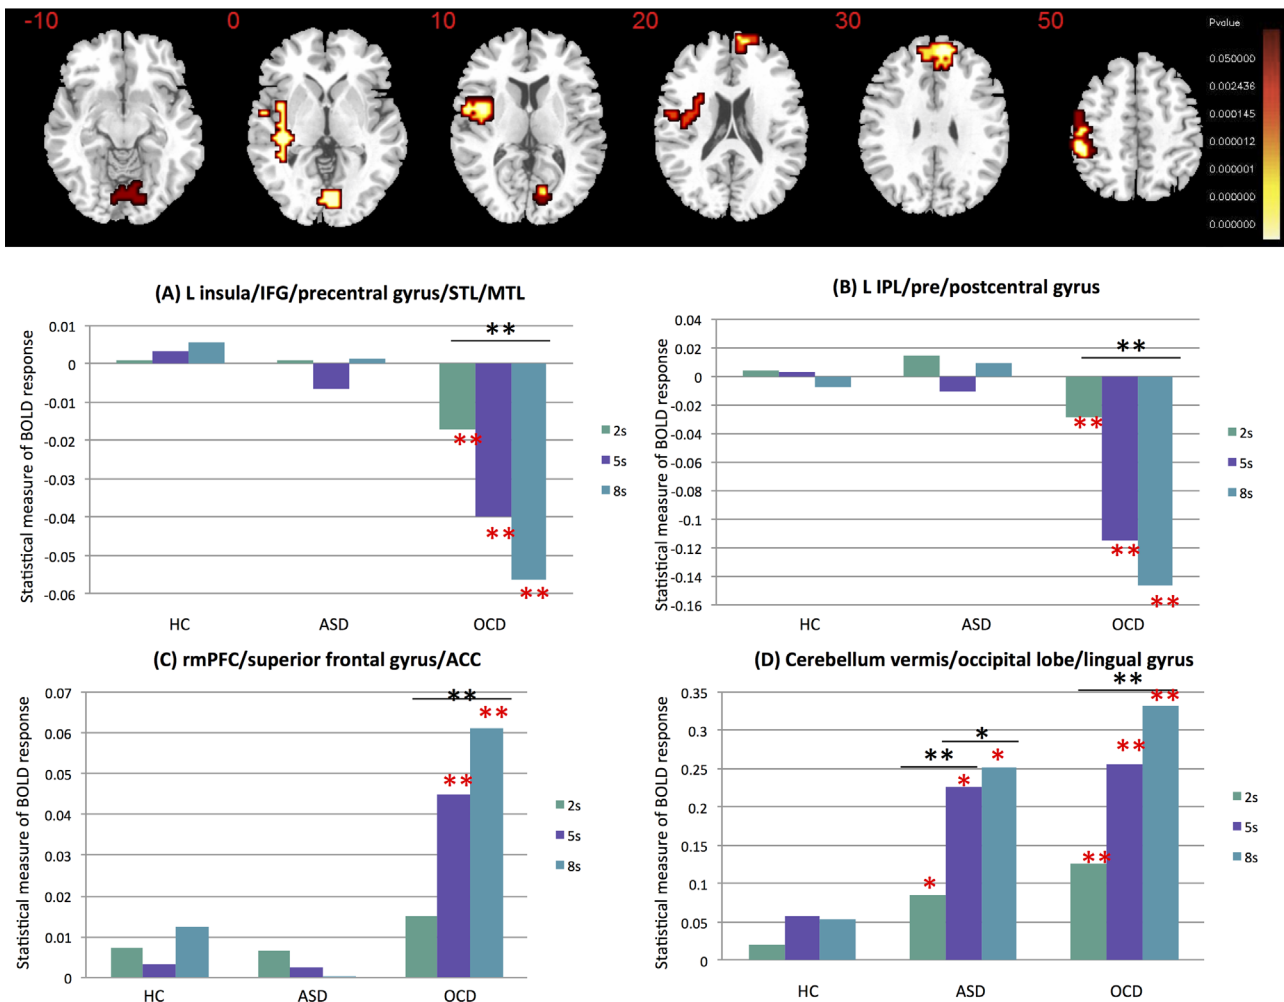 -10 0 10 20 30 50
Pvalue
0.050000
0.002436
0.000145
0.000012
0.000001
0.000000
0.000000
(A) L insula/IFG/precentral gyrus/STL/MTL
Statistical measure of BOLD response
0.01
0
-0.01
-0.02
-0.03
-0.04
-0.05
-0.06
**
**
**
**
HC ASD OCD
2s
5s
8s
(B) L IPL/pre/postcentral gyrus
Statistical measure of BOLD response
0.04
0.02
0
-0.02
-0.04
-0.06
-0.08
-0.1
-0.12
-0.14
-0.16
**
**
**
**
HC ASD OCD
2s
5s
8s
(C) rmPFC/superior frontal gyrus/ACC
Statistical measure of BOLD response
0.07
0.06
0.05
0.04
0.03
0.02
0.01
0
**
**
**
HC ASD OCD
2s
5s
8s
(D) Cerebellum vermis/occipital lobe/lingual gyrus
Statistical measure of BOLD response
0.35
0.3
0.25
0.2
0.15
0.1
0.05
0
**
**
*
** *
**
*
**
*
HC ASD OCD
2s
5s
8s